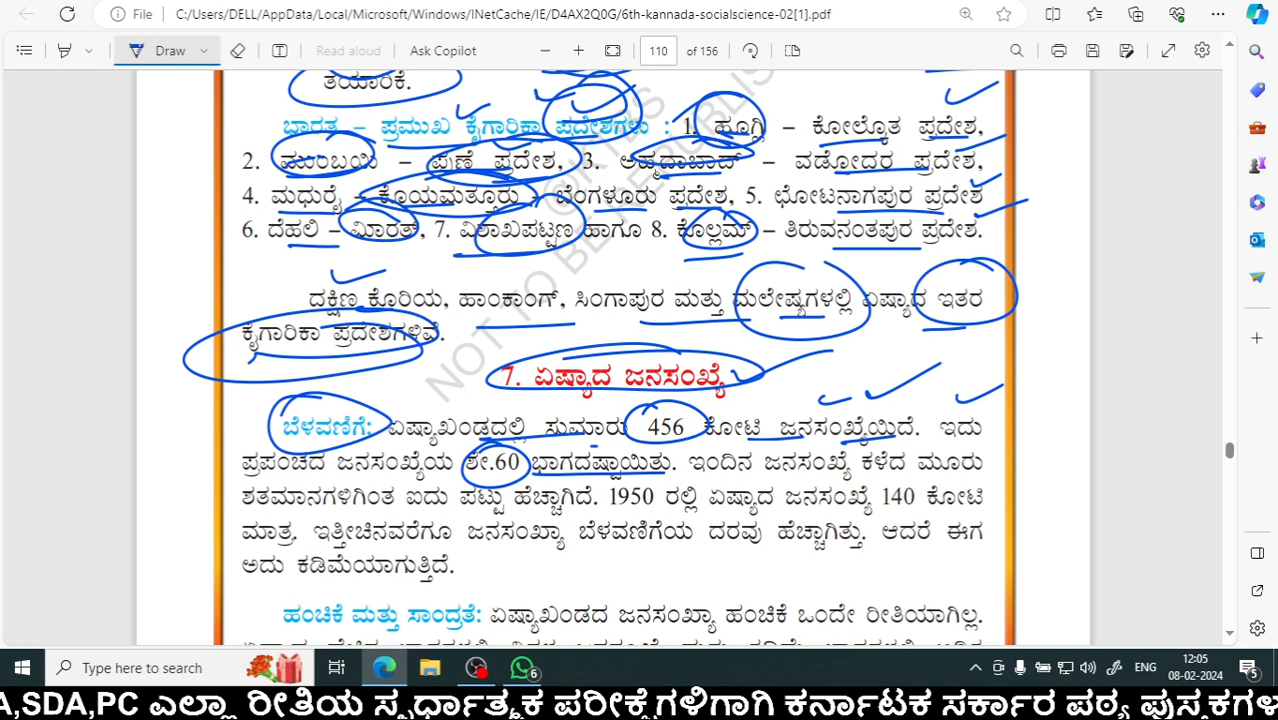 File C:/Users/DELL/AppData/Local/Microsoft/Windows/INetCache/IE/D4AX2Q0G/6th-kannada-socialscience-02[1].pdf
Draw Read aloud Ask Copilot 110 of 156
ತಯಾರಿಕೆ.
ಭಾರತ – ಪ್ರಮುಖ ಕೈಗಾರಿಕಾ ಪ್ರದೇಶಗಳು : 1. ಹೂಗ್ಲಿ – ಕೋಲ್ಕೊತ ಪ್ರದೇಶ,
2. ಮುಂಬಯಿ – ಪುಣೆ ಪ್ರದೇಶ, 3. ಅಹ್ಮದಾಬಾದ್ – ವಡೋದರ ಪ್ರದೇಶ,
4. ಮಧುರೈ – ಕೊಯಮತ್ತೂರು – ಬೆಂಗಳೂರು ಪ್ರದೇಶ, 5. ಛೋಟನಾಗಪುರ ಪ್ರದೇಶ
6. ದೆಹಲಿ – ಮೀರತ್, 7. ವಿಶಾಖಪಟ್ಟಣ ಹಾಗೂ 8. ಕೊಲ್ಲಮ್ – ತಿರುವನಂತಪುರ ಪ್ರದೇಶ.
ದಕ್ಷಿಣ ಕೊರಿಯ, ಹಾಂಕಾಂಗ್, ಸಿಂಗಾಪುರ ಮತ್ತು ಮಲೇಷ್ಯಗಳಲ್ಲಿ ಏಷ್ಯಾದ ಇತರ
ಕೈಗಾರಿಕಾ ಪ್ರದೇಶಗಳಿವೆ.
7. ಏಷ್ಯಾದ ಜನಸಂಖ್ಯೆ
ಬೆಳವಣಿಗೆ: ಏಷ್ಯಾಖಂಡದಲ್ಲಿ ಸುಮಾರು 456 ಕೋಟಿ ಜನಸಂಖ್ಯೆಯಿದೆ. ಇದು
ಪ್ರಪಂಚದ ಜನಸಂಖ್ಯೆಯ ಶೇ.60 ಭಾಗದಷ್ಟಾಯಿತು. ಇಂದಿನ ಜನಸಂಖ್ಯೆ ಕಳೆದ ಮೂರು
ಶತಮಾನಗಳಿಗಿಂತ ಐದು ಪಟ್ಟು ಹೆಚ್ಚಾಗಿದೆ. 1950 ರಲ್ಲಿ ಏಷ್ಯಾದ ಜನಸಂಖ್ಯೆ 140 ಕೋಟಿ
ಮಾತ್ರ. ಇತ್ತೀಚಿನವರೆಗೂ ಜನಸಂಖ್ಯಾ ಬೆಳವಣಿಗೆಯ ದರವು ಹೆಚ್ಚಾಗಿತ್ತು. ಆದರೆ ಈಗ
ಅದು ಕಡಿಮೆಯಾಗುತ್ತಿದೆ.
ಹಂಚಿಕೆ ಮತ್ತು ಸಾಂದ್ರತೆ: ಏಷ್ಯಾಖಂಡದ ಜನಸಂಖ್ಯಾ ಹಂಚಿಕೆ ಒಂದೇ ರೀತಿಯಾಗಿಲ್ಲ.
NOT TO BE REPUBLIS
Type here to search 6 ENG 12:05
08-02-2024 5
A,SDA,PC ಎಲ್ಲಾ ರೀತಿಯ ಸ್ಪರ್ಧಾತ್ಮಕ ಪರೀಕ್ಷೆಗಳಿಗಾಗಿ ಕರ್ನಾಟಕ ಸರ್ಕಾರ ಪಠ್ಯ ಪುಸ್ತಕಗಳ